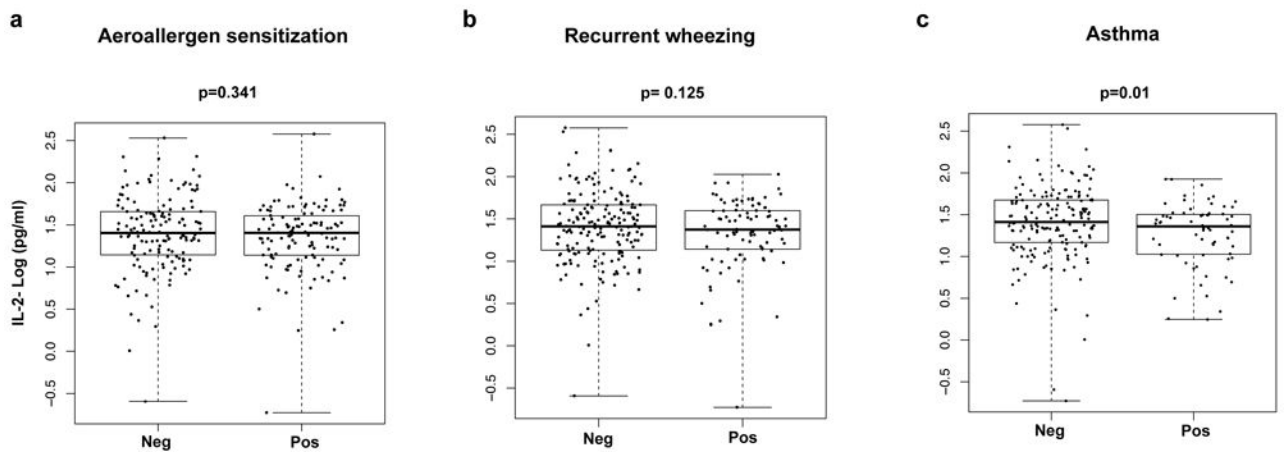 a
Aeroallergen sensitization
p=0.341
IL-2- Log (pg/ml)
2.5
2.0
1.5
1.0
0.5
0.0
−0.5
Neg Pos
b
Recurrent wheezing
p= 0.125
2.5
2.0
1.5
1.0
0.5
0.0
−0.5
Neg Pos
c
Asthma
p=0.01
2.5
2.0
1.5
1.0
0.5
0.0
−0.5
Neg Pos